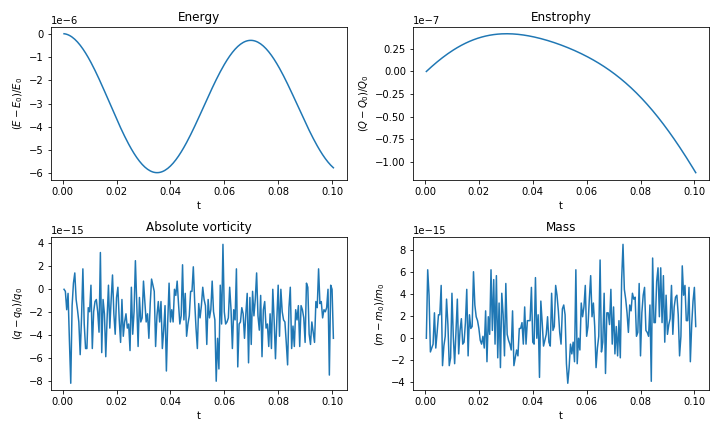 Energy
1e−6
0
−1
−2
−3
−4
−5
−6
(E − E₀)/E₀
0.00 0.02 0.04 0.06 0.08 0.10
t
Enstrophy
1e−7
0.25
0.00
−0.25
−0.50
−0.75
−1.00
(Q − Q₀)/Q₀
0.00 0.02 0.04 0.06 0.08 0.10
t
Absolute vorticity
1e−15
4
2
0
−2
−4
−6
−8
(q − q₀)/q₀
0.00 0.02 0.04 0.06 0.08 0.10
t
Mass
1e−15
8
6
4
2
0
−2
−4
(m − m₀)/m₀
0.00 0.02 0.04 0.06 0.08 0.10
t